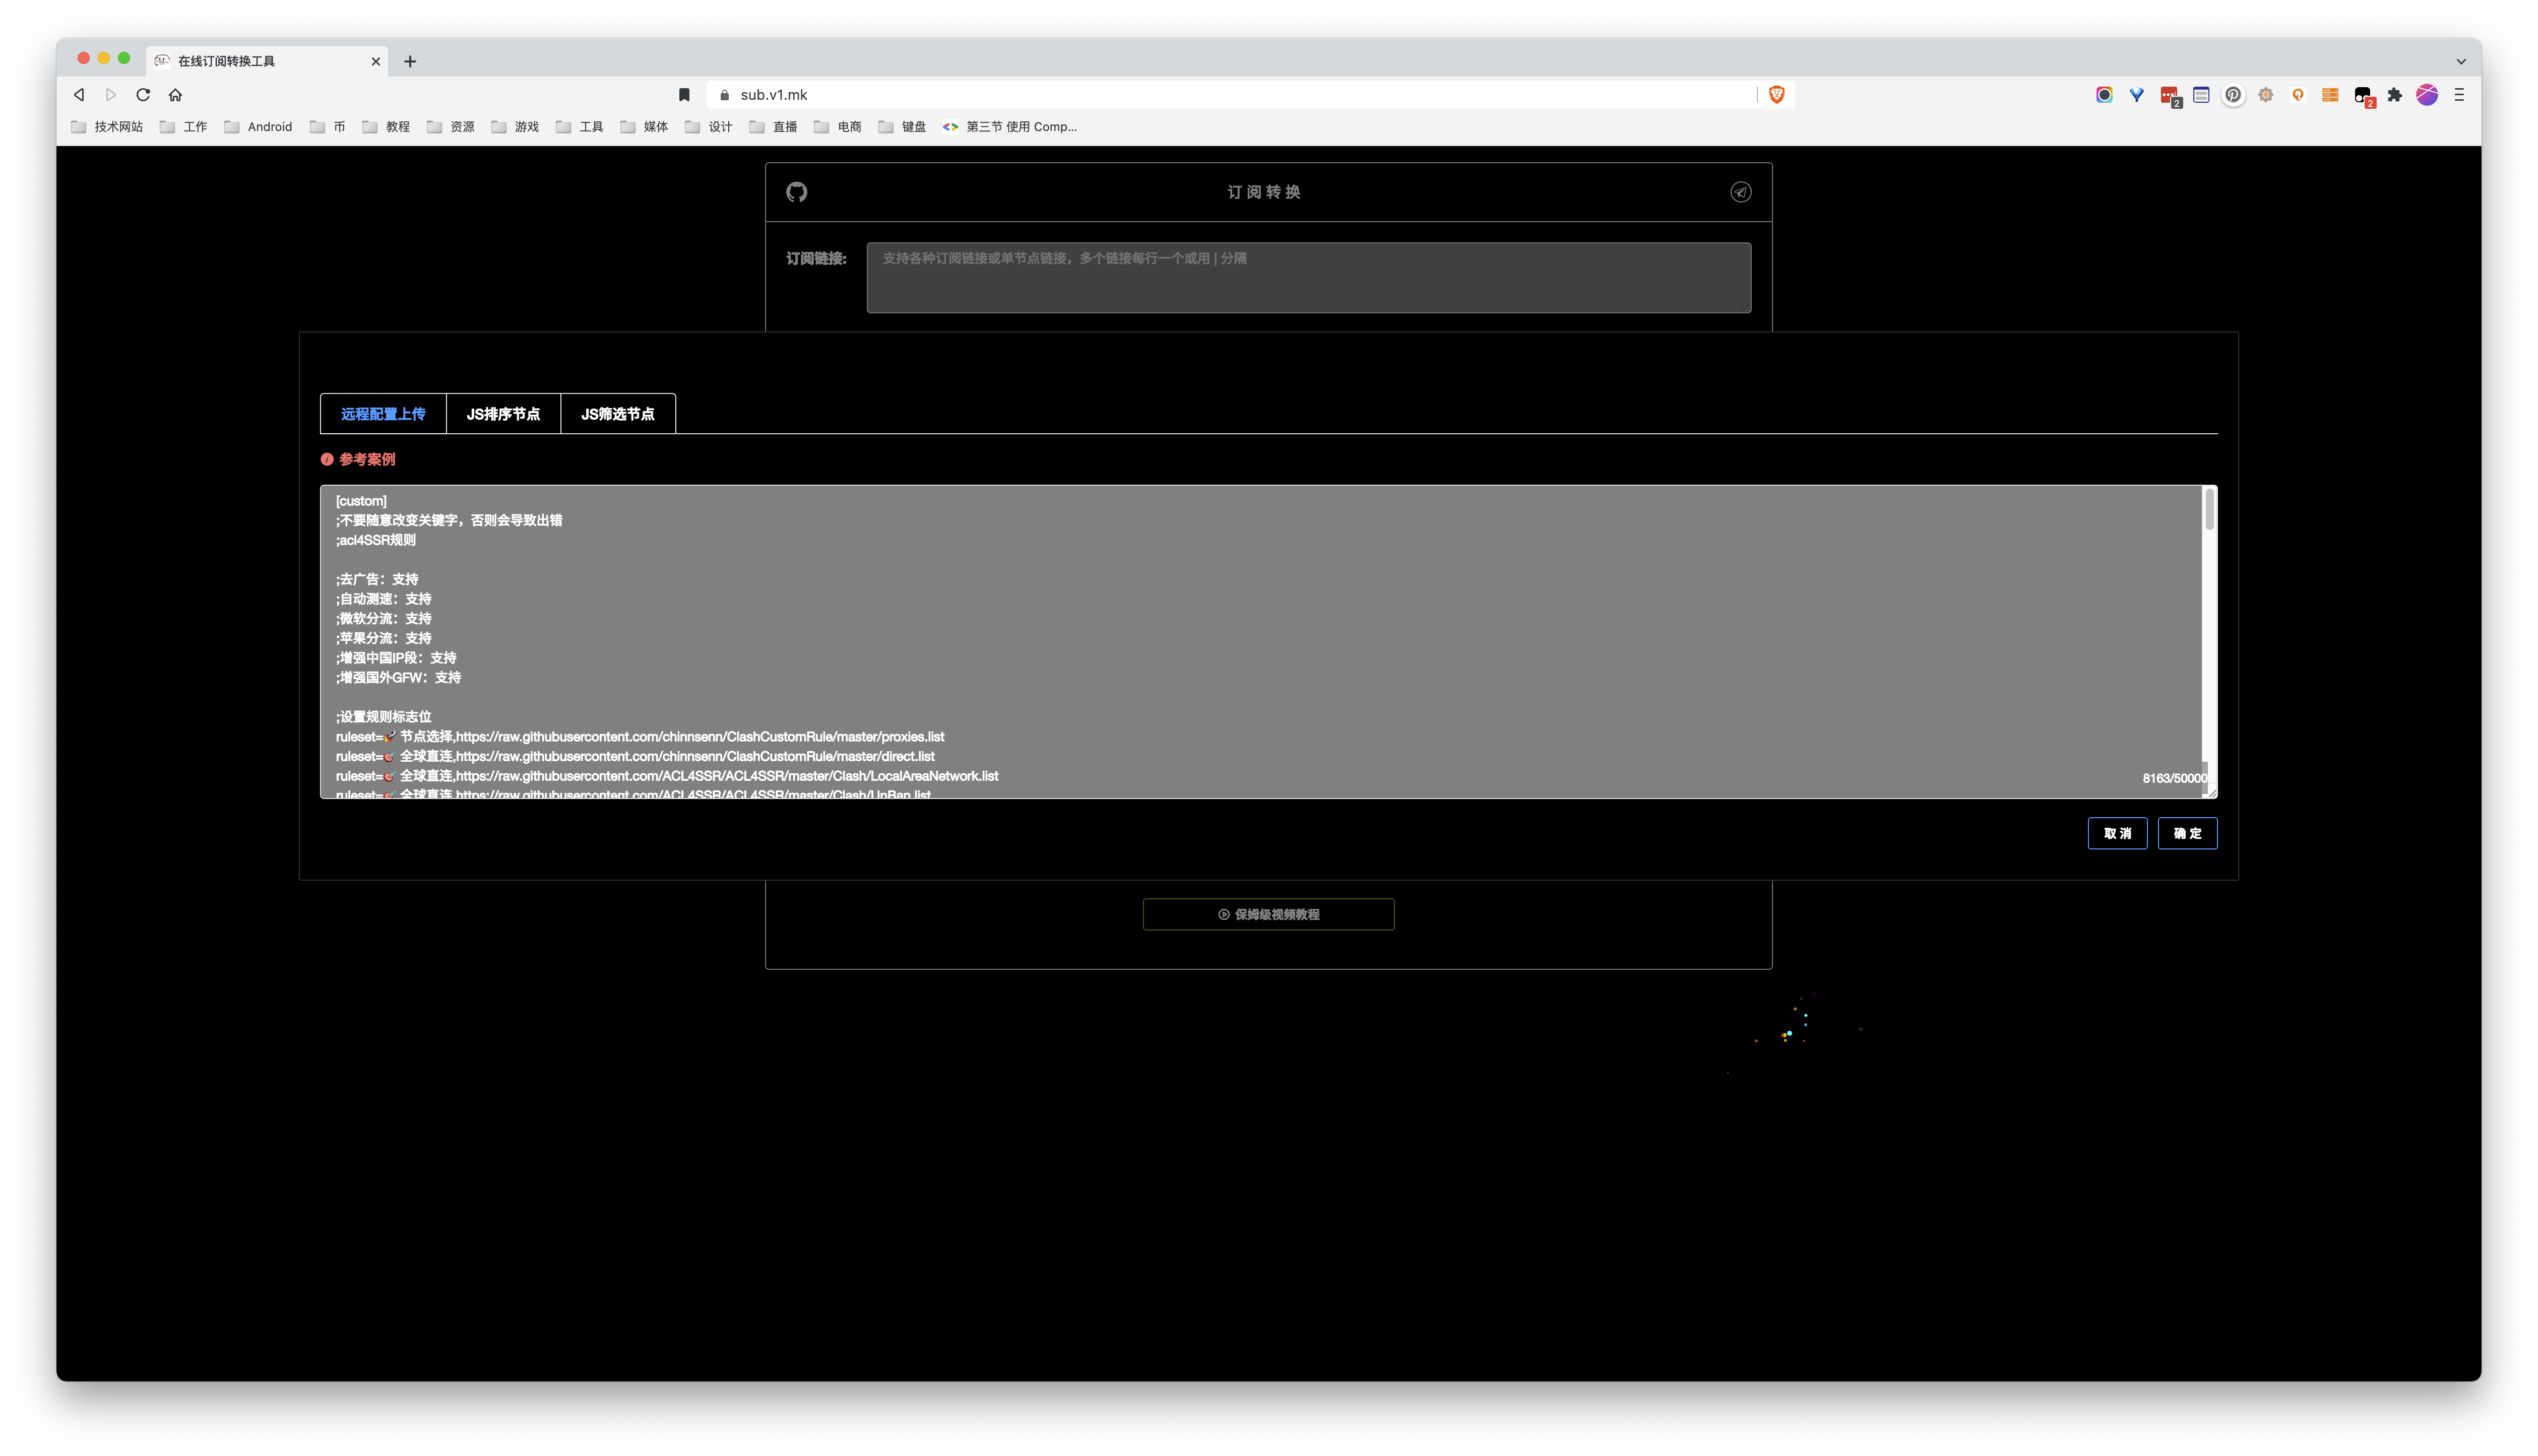 在线订阅转换工具
sub.v1.mk
2
2
技术网站 工作 Android 币 教程 资源 游戏 工具 媒体 设计 直播 电商 键盘 第三节 使用 Comp...
订阅转换
订阅链接:
支持各种订阅链接或单节点链接，多个链接每行一个或用 | 分隔
远程配置上传 JS排序节点 JS筛选节点
参考案例
[custom]
;不要随意改变关键字，否则会导致出错
;acl4SSR规则
;去广告：支持
;自动测速：支持
;微软分流：支持
;苹果分流：支持
;增强中国IP段：支持
;增强国外GFW：支持
;设置规则标志位
ruleset=🚀 节点选择,https://raw.githubusercontent.com/chinnsenn/ClashCustomRule/master/proxies.list
ruleset=🎯 全球直连,https://raw.githubusercontent.com/chinnsenn/ClashCustomRule/master/direct.list
ruleset=🎯 全球直连,https://raw.githubusercontent.com/ACL4SSR/ACL4SSR/master/Clash/LocalAreaNetwork.list
ruleset=🎯 全球直连,https://raw.githubusercontent.com/ACL4SSR/ACL4SSR/master/Clash/UnBan.list
8163/50000
取 消 确 定
保姆级视频教程